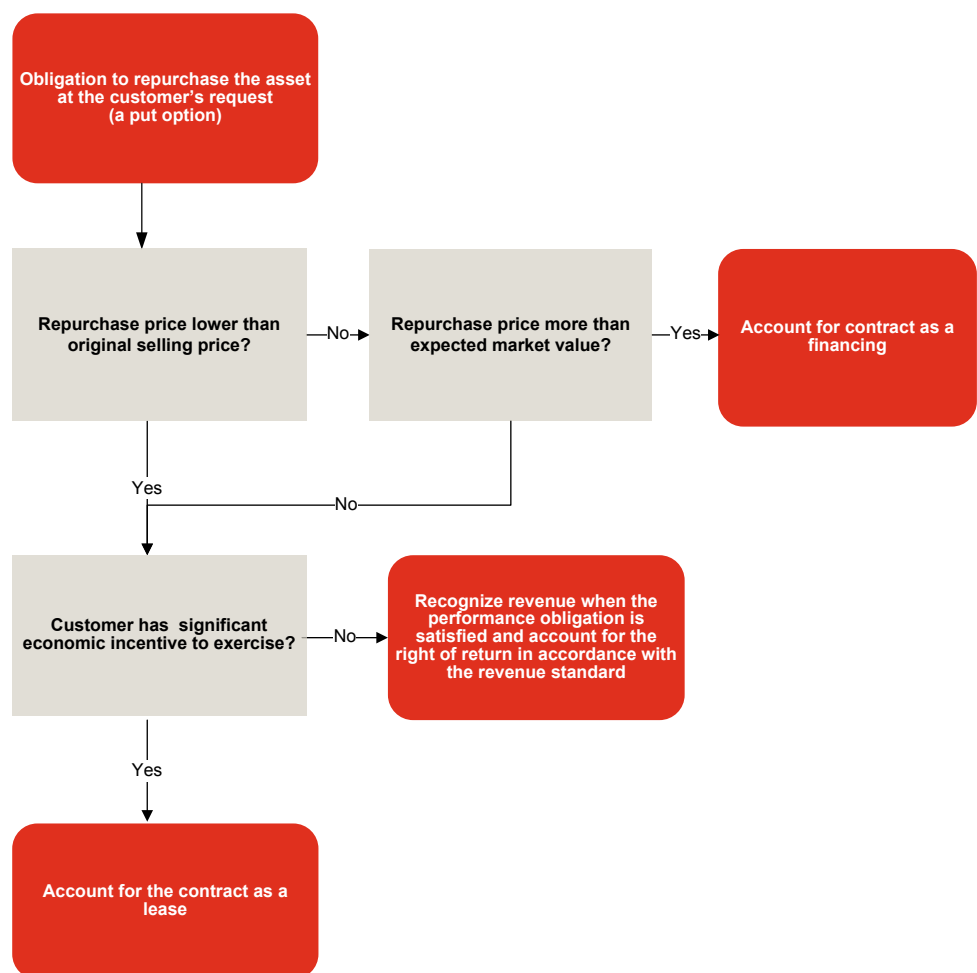 Obligation to repurchase the asset
at the customer's request
(a put option)
Repurchase price lower than
original selling price?
No
Repurchase price more than
expected market value?
Yes
Account for contract as a
financing
Yes
No
Customer has significant
economic incentive to exercise?
No
Recognize revenue when the
performance obligation is
satisfied and account for the
right of return in accordance with
the revenue standard
Yes
Account for the contract as a
lease